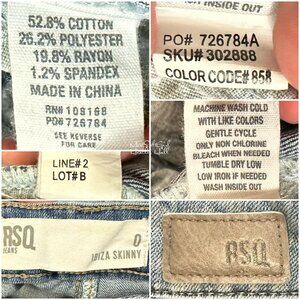 52.8% COTTON
26.2% POLYESTER
19.8% RAYON
1.2% SPANDEX
MADE IN CHINA
RN# 109168
PO# 726784
SEE REVERSE
FOR CARE
WASH INSIDE OUT
PO# 726784A
SKU# 302888
COLOR CODE# 858
LINE# 2
LOT# B
MACHINE WASH COLD
WITH LIKE COLORS
GENTLE CYCLE
ONLY NON CHLORINE
BLEACH WHEN NEEDED
TUMBLE DRY LOW
LOW IRON IF NEEDED
WASH INSIDE OUT
RSQ
JEANS
0
IBIZA SKINNY
RSQ